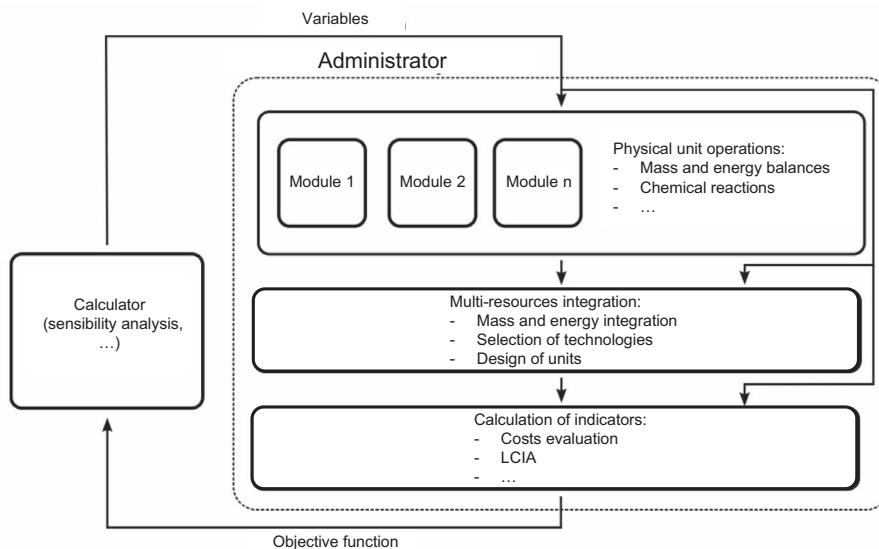 Variables
Administrator
Module 1
Module 2
Module n
Physical unit operations:
- Mass and energy balances
- Chemical reactions
- …
Calculator
(sensibility analysis,
…)
Multi-resources integration:
- Mass and energy integration
- Selection of technologies
- Design of units
Calculation of indicators:
- Costs evaluation
- LCIA
- …
Objective function